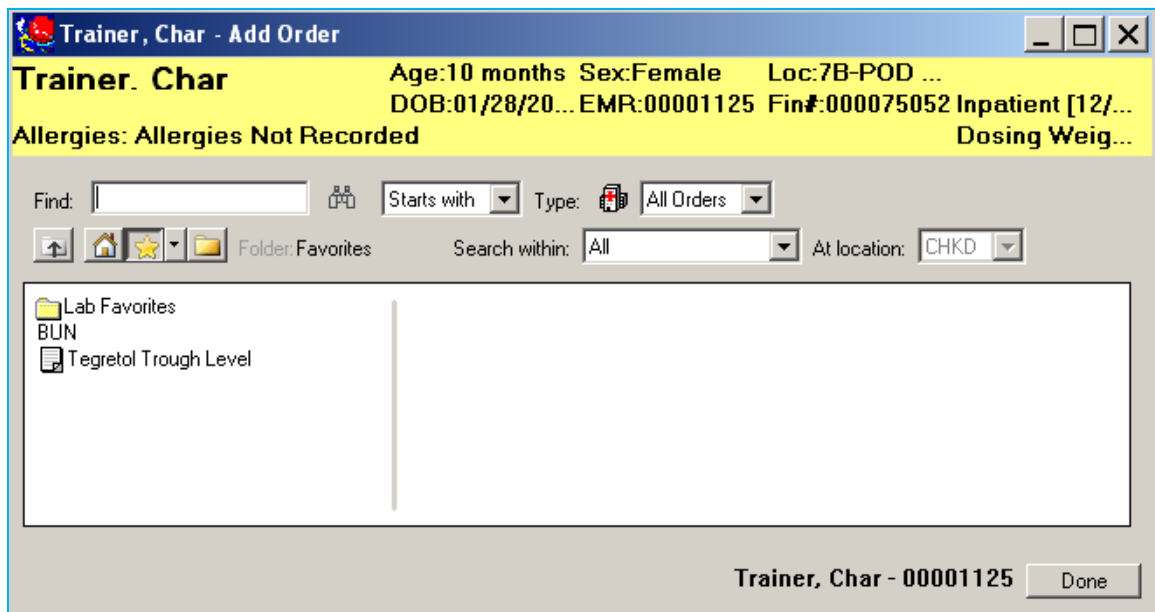 Trainer, Char - Add Order
Trainer. Char Age:10 months Sex:Female Loc:7B-POD ...
DOB:01/28/20... EMR:00001125 Fin#:000075052 Inpatient [12/...
Allergies: Allergies Not Recorded Dosing Weig...
Find: Starts with Type: All Orders
Folder: Favorites Search within: All At location: CHKD
Lab Favorites
BUN
Tegretol Trough Level
Trainer, Char - 00001125 Done